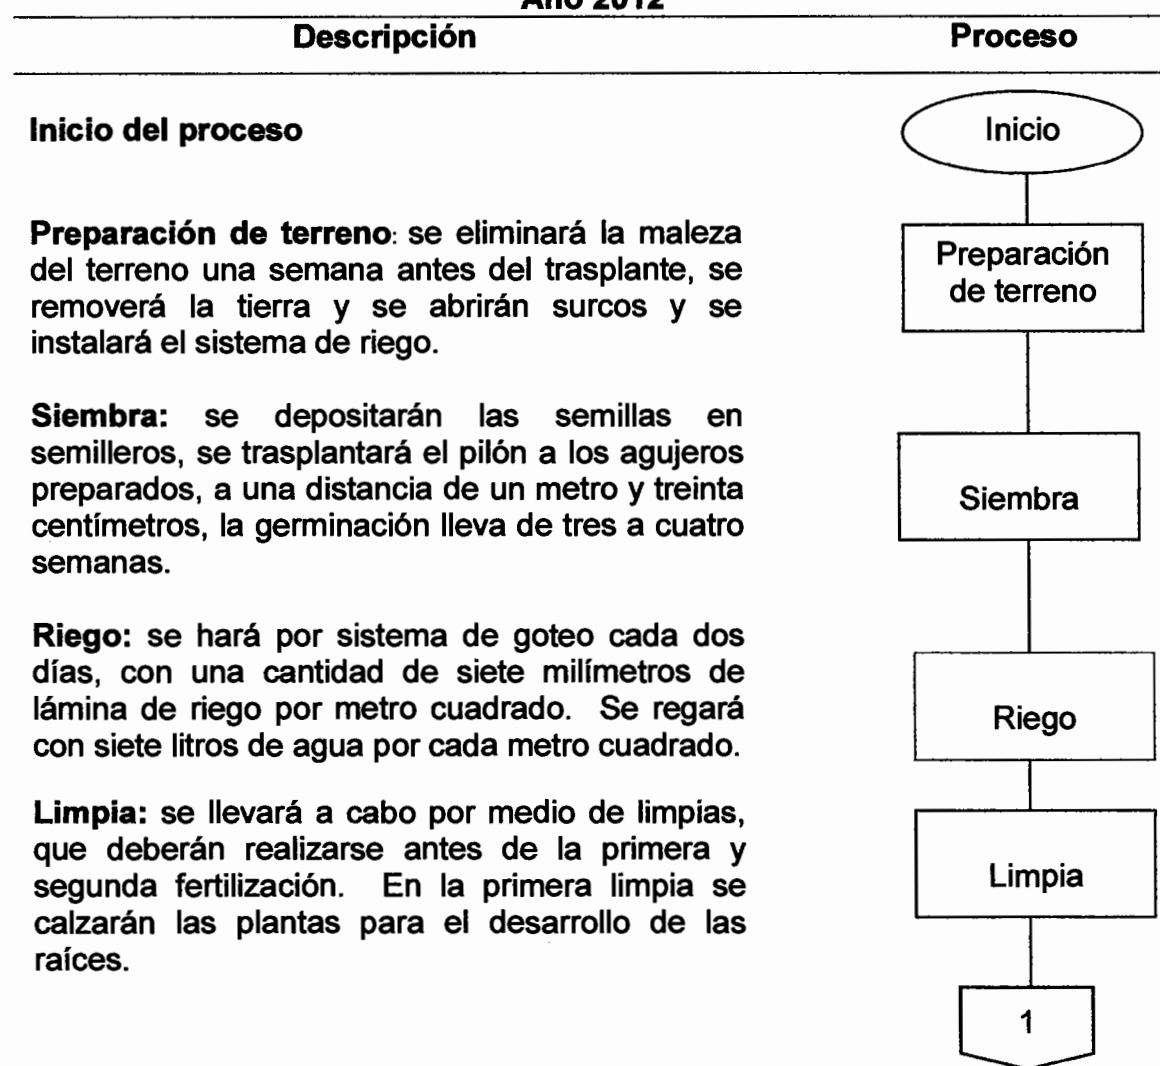 Año 2012
Descripción Proceso
Inicio del proceso Inicio
Preparación de terreno: se eliminará la maleza
del terreno una semana antes del trasplante, se
removerá la tierra y se abrirán surcos y se
instalará el sistema de riego.
Preparación
de terreno
Siembra: se depositarán las semillas en
semilleros, se trasplantará el pilón a los agujeros
preparados, a una distancia de un metro y treinta
centímetros, la germinación lleva de tres a cuatro
semanas.
Siembra
Riego: se hará por sistema de goteo cada dos
días, con una cantidad de siete milímetros de
lámina de riego por metro cuadrado. Se regará
con siete litros de agua por cada metro cuadrado.
Riego
Limpia: se llevará a cabo por medio de limpias,
que deberán realizarse antes de la primera y
segunda fertilización. En la primera limpia se
calzarán las plantas para el desarrollo de las
raíces.
Limpia
1